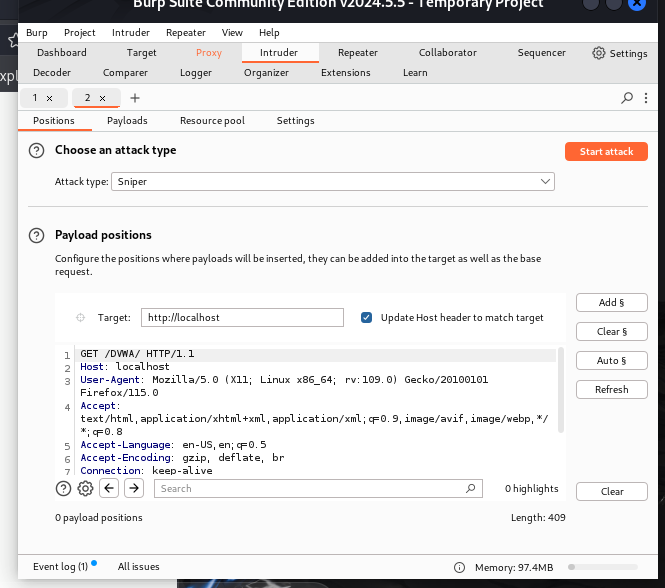 Burp Suite Community Edition v2024.5.5 - Temporary Project
Burp Project Intruder Repeater View Help
Dashboard Target Proxy Intruder Repeater Collaborator Sequencer Settings
Decoder Comparer Logger Organizer Extensions Learn
xpl
1 × 2 × +
Positions Payloads Resource pool Settings
? Choose an attack type Start attack
Attack type: Sniper
? Payload positions
Configure the positions where payloads will be inserted, they can be added into the target as well as the base
request.
Add §
Target: http://localhost Update Host header to match target
Clear §
1 GET /DVWA/ HTTP/1.1
Auto §
2 Host: localhost
3 User-Agent: Mozilla/5.0 (X11; Linux x86_64; rv:109.0) Gecko/20100101
Refresh
Firefox/115.0
4 Accept:
text/html,application/xhtml+xml,application/xml;q=0.9,image/avif,image/webp,*/
*;q=0.8
5 Accept-Language: en-US,en;q=0.5
6 Accept-Encoding: gzip, deflate, br
7 Connection: keep-alive
? Search 0 highlights Clear
0 payload positions Length: 409
Event log (1) All issues Memory: 97.4MB